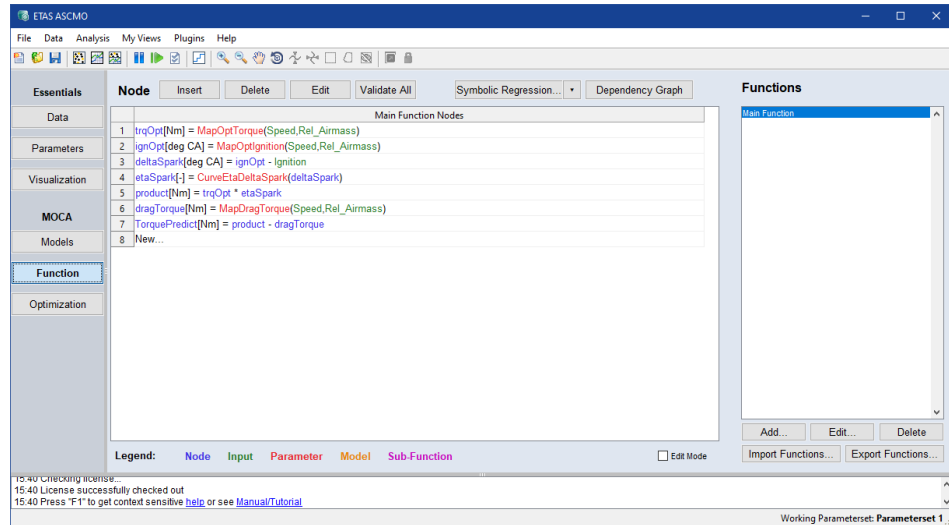 ETAS ASCMO
File Data Analysis My Views Plugins Help
Essentials
Data
Parameters
Visualization
MOCA
Models
Function
Optimization
Node Insert Delete Edit Validate All Symbolic Regression... Dependency Graph
Main Function Nodes
1 trqOpt[Nm] = MapOptTorque(Speed,Rel_Airmass)
2 ignOpt[deg CA] = MapOptIgnition(Speed,Rel_Airmass)
3 deltaSpark[deg CA] = ignOpt - Ignition
4 etaSpark[-] = CurveEtaDeltaSpark(deltaSpark)
5 product[Nm] = trqOpt * etaSpark
6 dragTorque[Nm] = MapDragTorque(Speed,Rel_Airmass)
7 TorquePredict[Nm] = product - dragTorque
8 New...
Legend: Node Input Parameter Model Sub-Function Edit Mode
Functions
Main Function
Add... Edit... Delete
Import Functions... Export Functions...
15:40 Checking license...
15:40 License successfully checked out
15:40 Press "F1" to get context sensitive help or see Manual/Tutorial
Working Parameterset: Parameterset 1